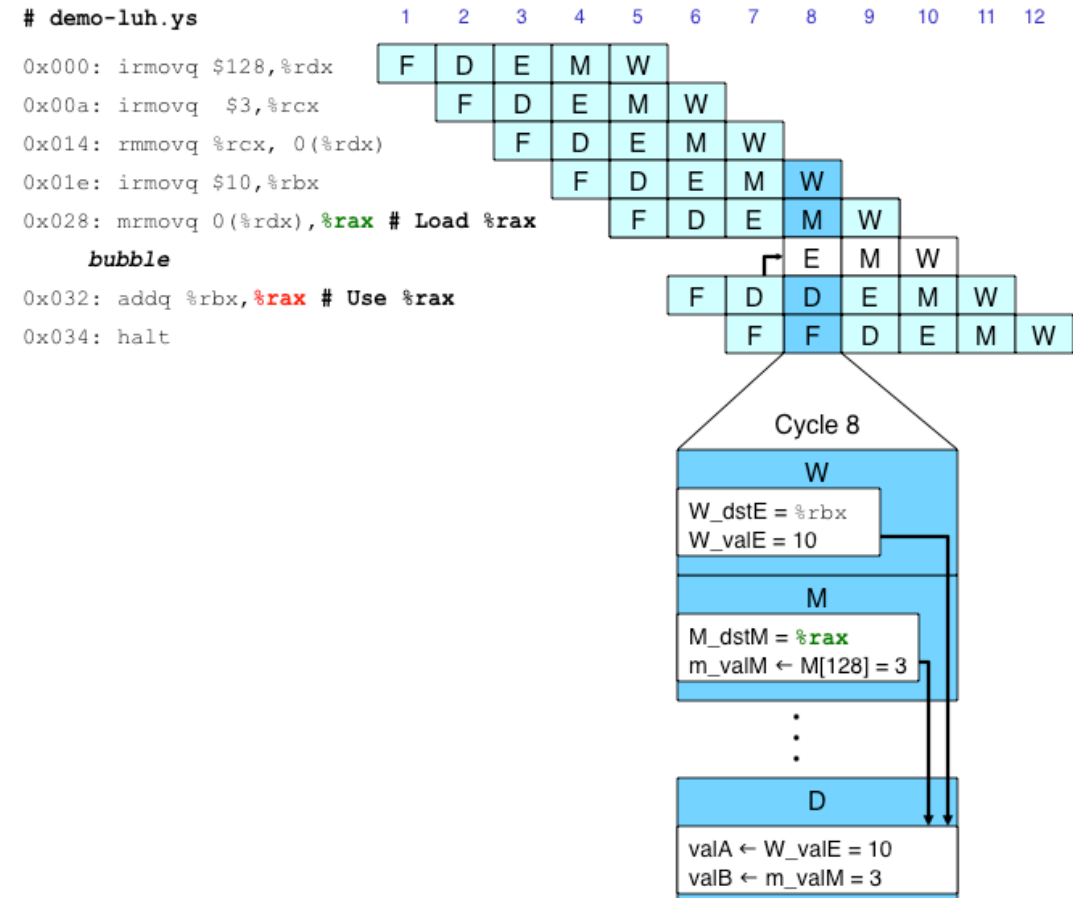 # demo-luh.ys 1 2 3 4 5 6 7 8 9 10 11 12
0x000: irmovq $128,%rdx F D E M W
0x00a: irmovq $3,%rcx F D E M W
0x014: rmmovq %rcx, 0(%rdx) F D E M W
0x01e: irmovq $10,%rbx F D E M W
0x028: mrmovq 0(%rdx),%rax # Load %rax F D E M W
bubble E M W
0x032: addq %rbx,%rax # Use %rax F D D E M W
0x034: halt F F D E M W
Cycle 8
W
W_dstE = %rbx
W_valE = 10
M
M_dstM = %rax
m_valM ← M[128] = 3
D
valA ← W_valE = 10
valB ← m_valM = 3